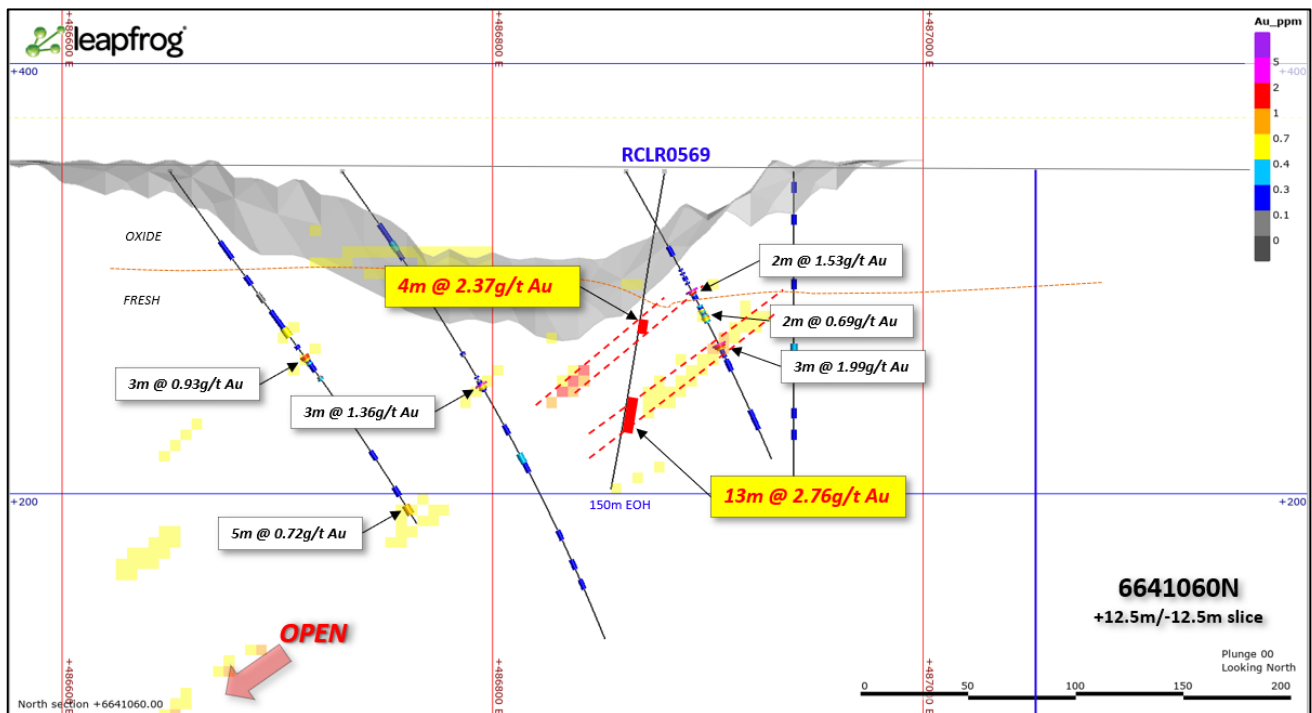 leapfrog
+486600 E
+486800 E
+487000 E
Au_ppm
5
2
1
0.7
0.4
0.3
0.1
0
+400
+400
RCLR0569
OXIDE
FRESH
4m @ 2.37g/t Au
2m @ 1.53g/t Au
2m @ 0.69g/t Au
3m @ 1.99g/t Au
3m @ 0.93g/t Au
3m @ 1.36g/t Au
+200
+200
150m EOH
13m @ 2.76g/t Au
5m @ 0.72g/t Au
6641060N
+12.5m/-12.5m slice
OPEN
Plunge 00
Looking North
0 50 100 150 200
North section +6641060.00
+486600 E
+486800 E
+487000 E